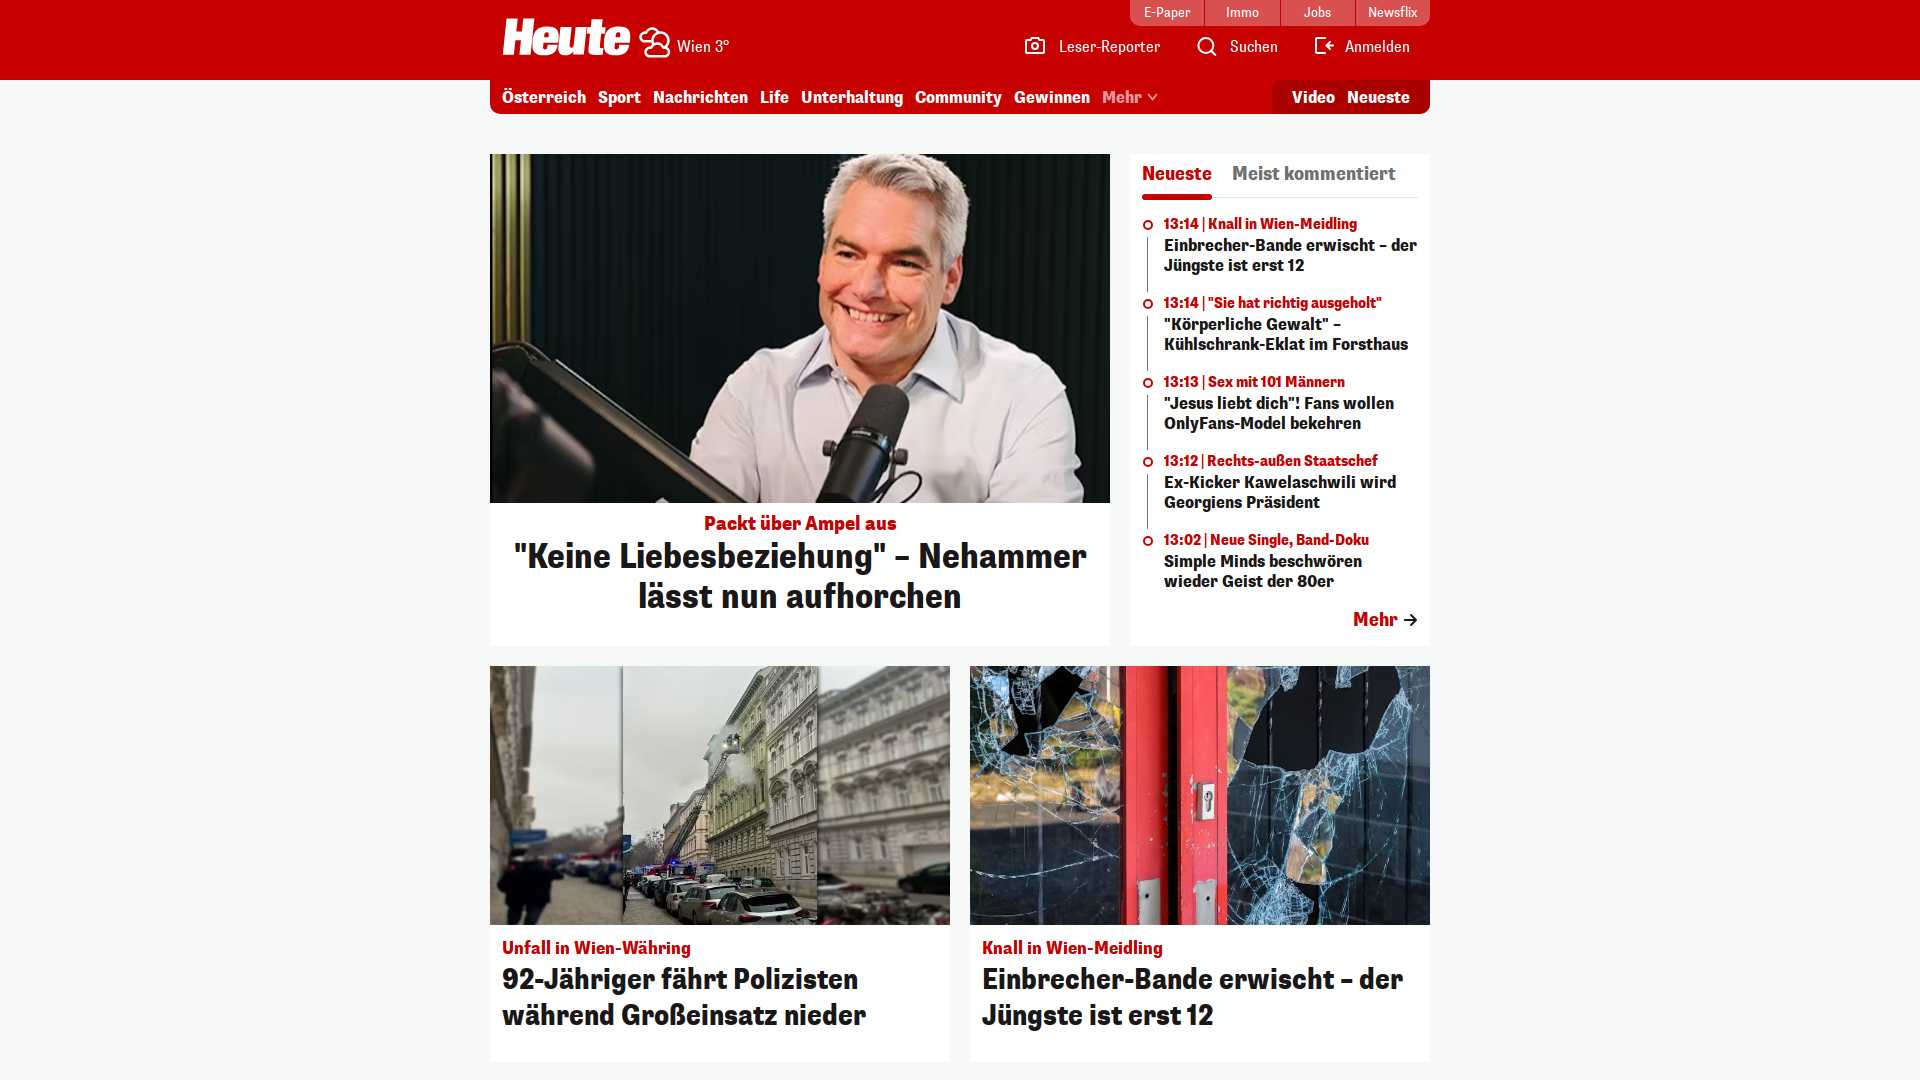 E-Paper
Immo
Jobs
Newsflix
Heute
Wien 3°
Leser-Reporter
Suchen
Anmelden
Österreich
Sport
Nachrichten
Life
Unterhaltung
Community
Gewinnen
Mehr
Video
Neueste
Packt über Ampel aus
"Keine Liebesbeziehung" – Nehammer
lässt nun aufhorchen
Neueste
Meist kommentiert
13:14 | Knall in Wien-Meidling
Einbrecher-Bande erwischt – der
Jüngste ist erst 12
13:14 | "Sie hat richtig ausgeholt"
"Körperliche Gewalt" –
Kühlschrank-Eklat im Forsthaus
13:13 | Sex mit 101 Männern
"Jesus liebt dich"! Fans wollen
OnlyFans-Model bekehren
13:12 | Rechts-außen Staatschef
Ex-Kicker Kawelaschwili wird
Georgiens Präsident
13:02 | Neue Single, Band-Doku
Simple Minds beschwören
wieder Geist der 80er
Mehr
Unfall in Wien-Währing
92-Jähriger fährt Polizisten
während Großeinsatz nieder
Knall in Wien-Meidling
Einbrecher-Bande erwischt – der
Jüngste ist erst 12